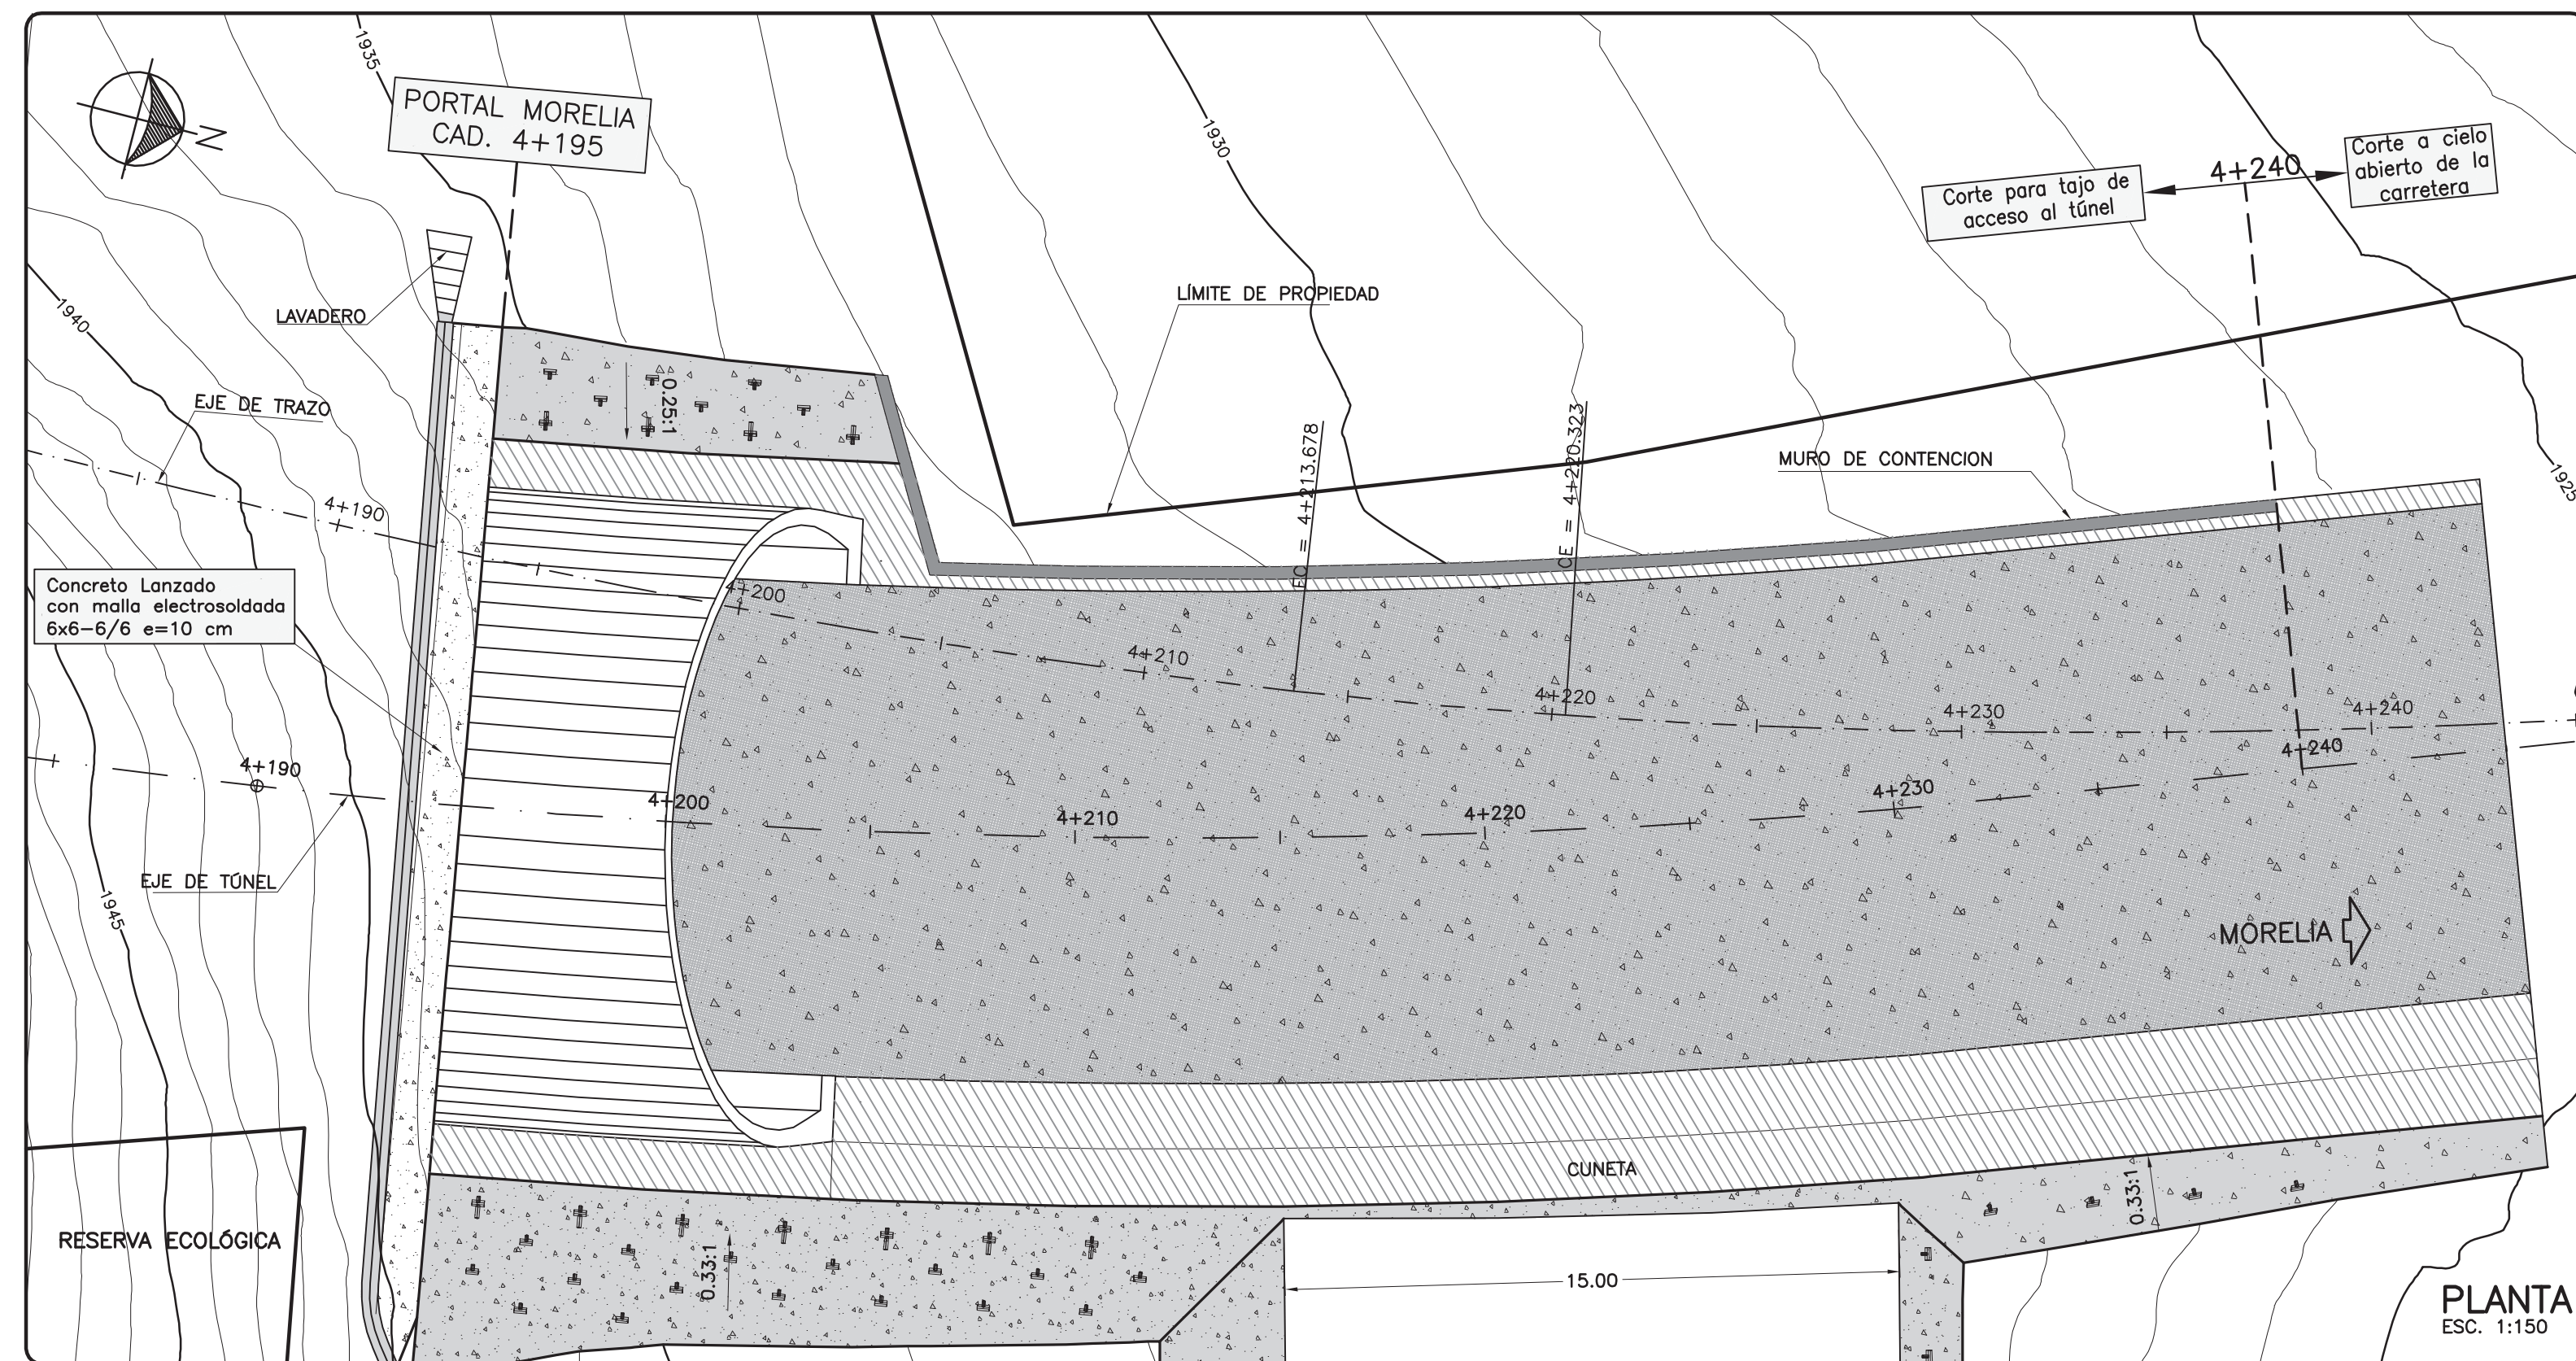 1935
PORTAL MORELIA
CAD. 4+195
N
1930
4+240
Corte a cielo
abierto de la
carretera
Corte para tajo de
acceso al túnel
LÍMITE DE PROPIEDAD
LAVADERO
1940
EJE DE TRAZO
0.25:1
4+190
EC = 4+213.678
CE = 4+220.323
MURO DE CONTENCION
1925
Concreto Lanzado
con malla electrosoldada
6x6-6/6 e=10 cm
4+200
4+210
4+220
4+230
4+240
4+240
4+190
4+200
4+210
4+220
4+230
EJE DE TÚNEL
1945
MORELIA
CUNETA
0.33:1
RESERVA ECOLÓGICA
0.33:1
15.00
PLANTA
ESC. 1:150